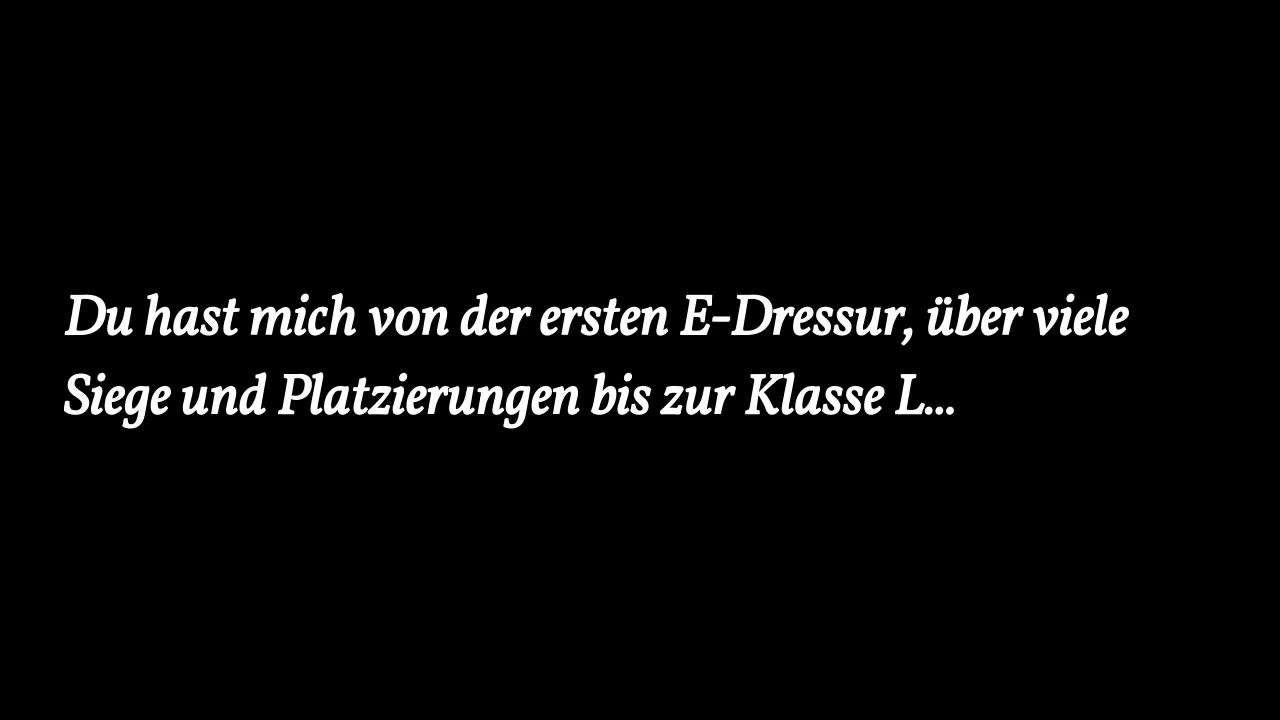 Du hast mich von der ersten E-Dressur, über viele
Siege und Platzierungen bis zur Klasse L...